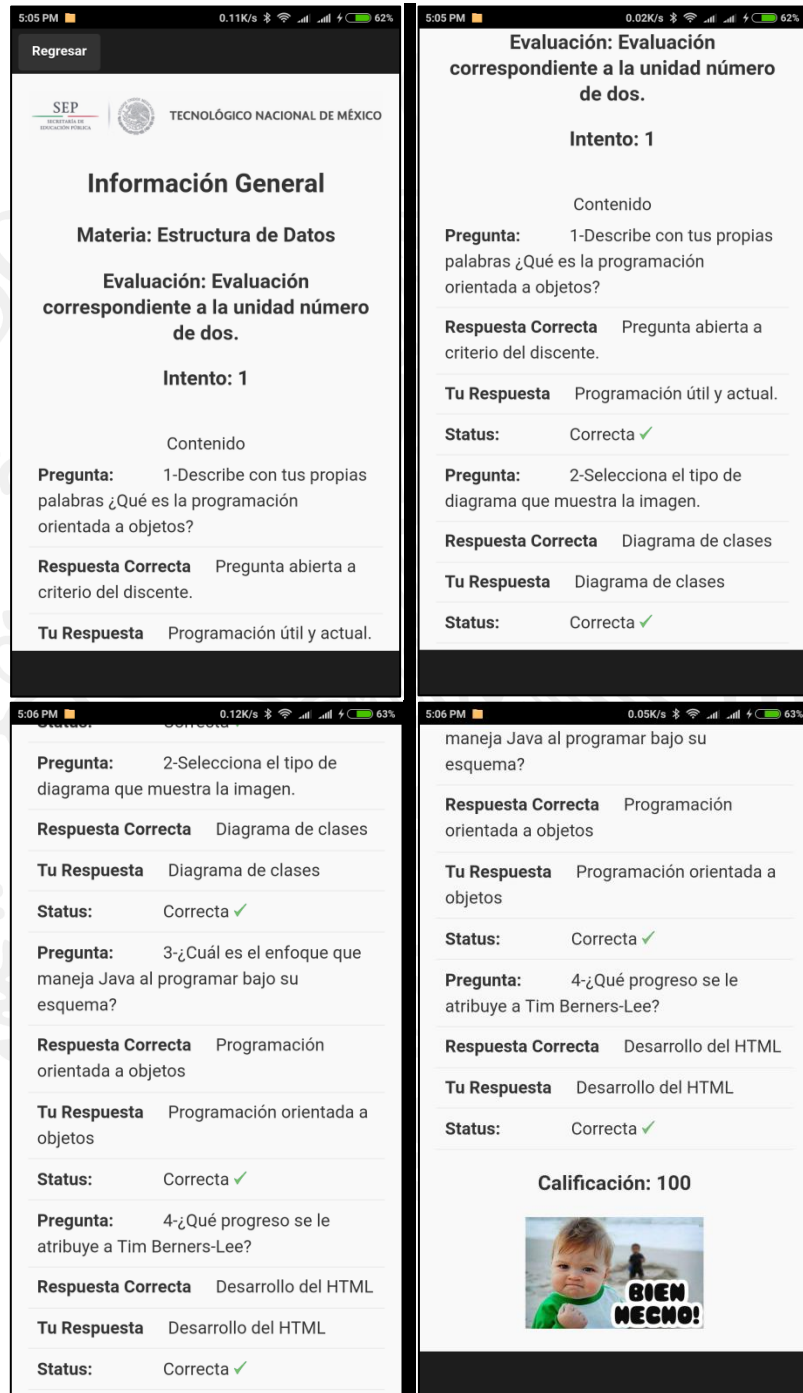 5:05 PM 0.11K/s 62%
Regresar
SEP
SECRETARÍA DE
EDUCACIÓN PÚBLICA
TECNOLÓGICO NACIONAL DE MÉXICO
Información General
Materia: Estructura de Datos
Evaluación: Evaluación
correspondiente a la unidad número
de dos.
Intento: 1
Contenido
Pregunta: 1-Describe con tus propias
palabras ¿Qué es la programación
orientada a objetos?
Respuesta Correcta Pregunta abierta a
criterio del discente.
Tu Respuesta Programación útil y actual.
5:05 PM 0.02K/s 62%
Evaluación: Evaluación
correspondiente a la unidad número
de dos.
Intento: 1
Contenido
Pregunta: 1-Describe con tus propias
palabras ¿Qué es la programación
orientada a objetos?
Respuesta Correcta Pregunta abierta a
criterio del discente.
Tu Respuesta Programación útil y actual.
Status: Correcta ✓
Pregunta: 2-Selecciona el tipo de
diagrama que muestra la imagen.
Respuesta Correcta Diagrama de clases
Tu Respuesta Diagrama de clases
Status: Correcta ✓
5:06 PM 0.12K/s 63%
Status: Correcta
Pregunta: 2-Selecciona el tipo de
diagrama que muestra la imagen.
Respuesta Correcta Diagrama de clases
Tu Respuesta Diagrama de clases
Status: Correcta ✓
Pregunta: 3-¿Cuál es el enfoque que
maneja Java al programar bajo su
esquema?
Respuesta Correcta Programación
orientada a objetos
Tu Respuesta Programación orientada a
objetos
Status: Correcta ✓
Pregunta: 4-¿Qué progreso se le
atribuye a Tim Berners-Lee?
Respuesta Correcta Desarrollo del HTML
Tu Respuesta Desarrollo del HTML
Status: Correcta ✓
5:06 PM 0.05K/s 63%
maneja Java al programar bajo su
esquema?
Respuesta Correcta Programación
orientada a objetos
Tu Respuesta Programación orientada a
objetos
Status: Correcta ✓
Pregunta: 4-¿Qué progreso se le
atribuye a Tim Berners-Lee?
Respuesta Correcta Desarrollo del HTML
Tu Respuesta Desarrollo del HTML
Status: Correcta ✓
Calificación: 100
BIEN
HECHO!